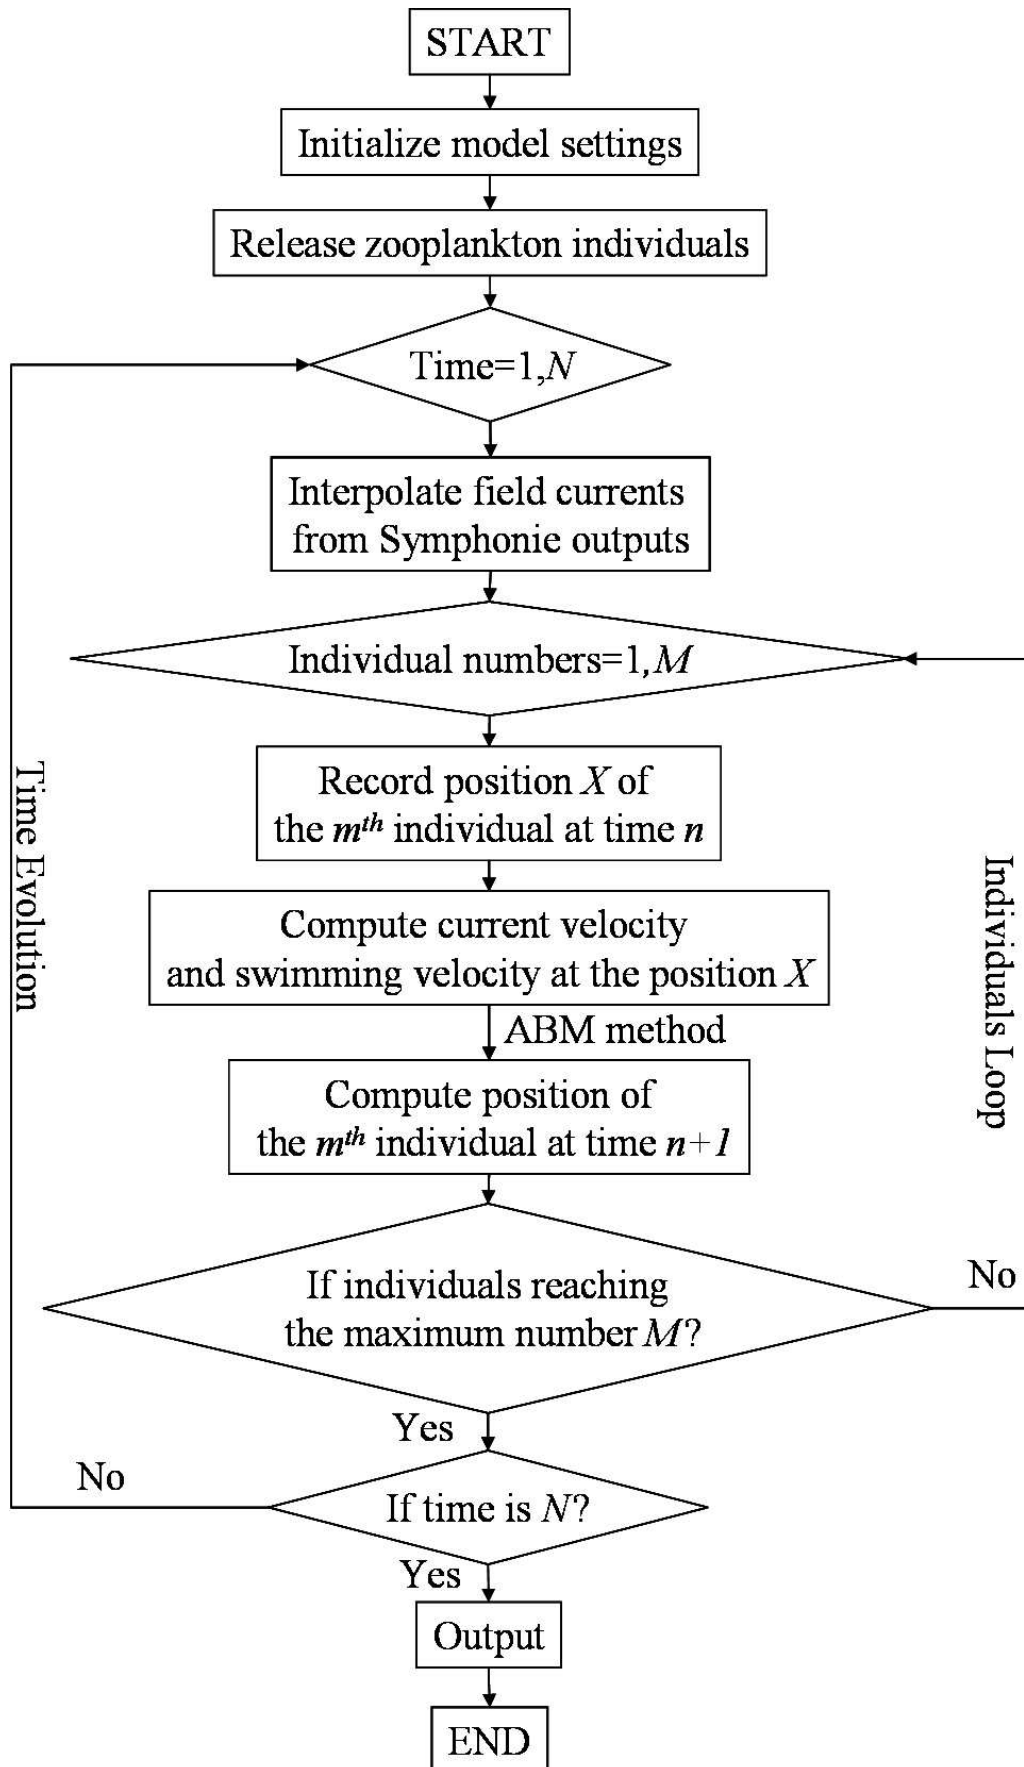 START
Initialize model settings
Release zooplankton individuals
Time=1,N
Interpolate field currents
from Symphonie outputs
Individual numbers=1,M
Record position X of
the mth individual at time n
Compute current velocity
and swimming velocity at the position X
ABM method
Compute position of
the mth individual at time n+1
If individuals reaching
the maximum number M?
No
Individuals Loop
Yes
If time is N?
No
Time Evolution
Yes
Output
END